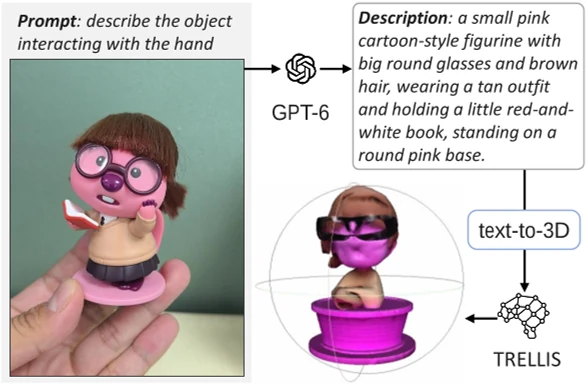 Prompt: describe the object
interacting with the hand
GPT-6
Description: a small pink
cartoon-style figurine with
big round glasses and brown
hair, wearing a tan outfit
and holding a little red-and-
white book, standing on a
round pink base.
text-to-3D
TRELLIS